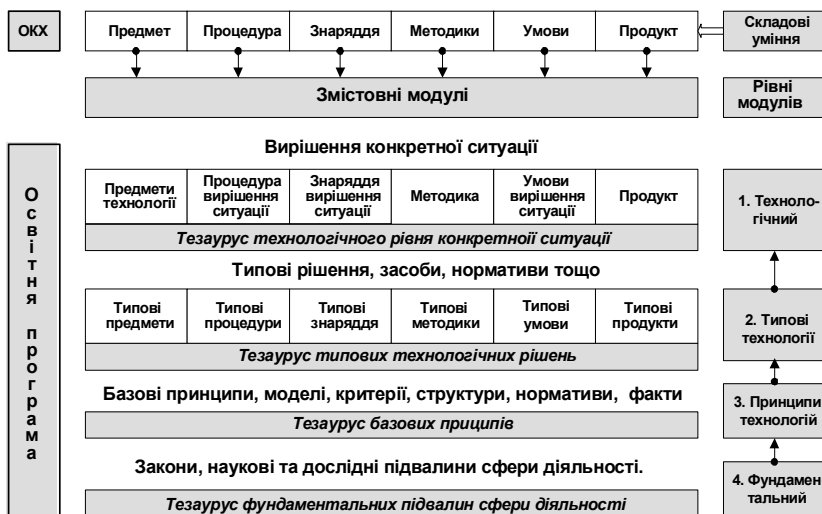 ОКХ
Предмет
Процедура
Знаряддя
Методики
Умови
Продукт
Складові
уміння
Змістовні модулі
Рівні
модулів
Освітня програма
Вирішення конкретної ситуації
Предмети
технології
Процедура
вирішення
ситуації
Знаряддя
вирішення
ситуації
Методика
Умови
вирішення
ситуації
Продукт
1. Техноло-
гічний
Тезаурус технологічного рівня конкретноїі ситуації
Типові рішення, засоби, нормативи тощо
Типові
предмети
Типові
процедури
Типові
знаряддя
Типові
методики
Типові
умови
Типові
продукти
2. Типові
технології
Тезаурус типових технологічних рішень
Базові принципи, моделі, критерії, структури, нормативи, факти
Тезаурус базових приципів
3. Принципи
технологій
Закони, наукові та дослідні підвалини сфери діяльності.
Тезаурус фундаментальних підвалин сфери діяльності
4. Фундамен
тальний